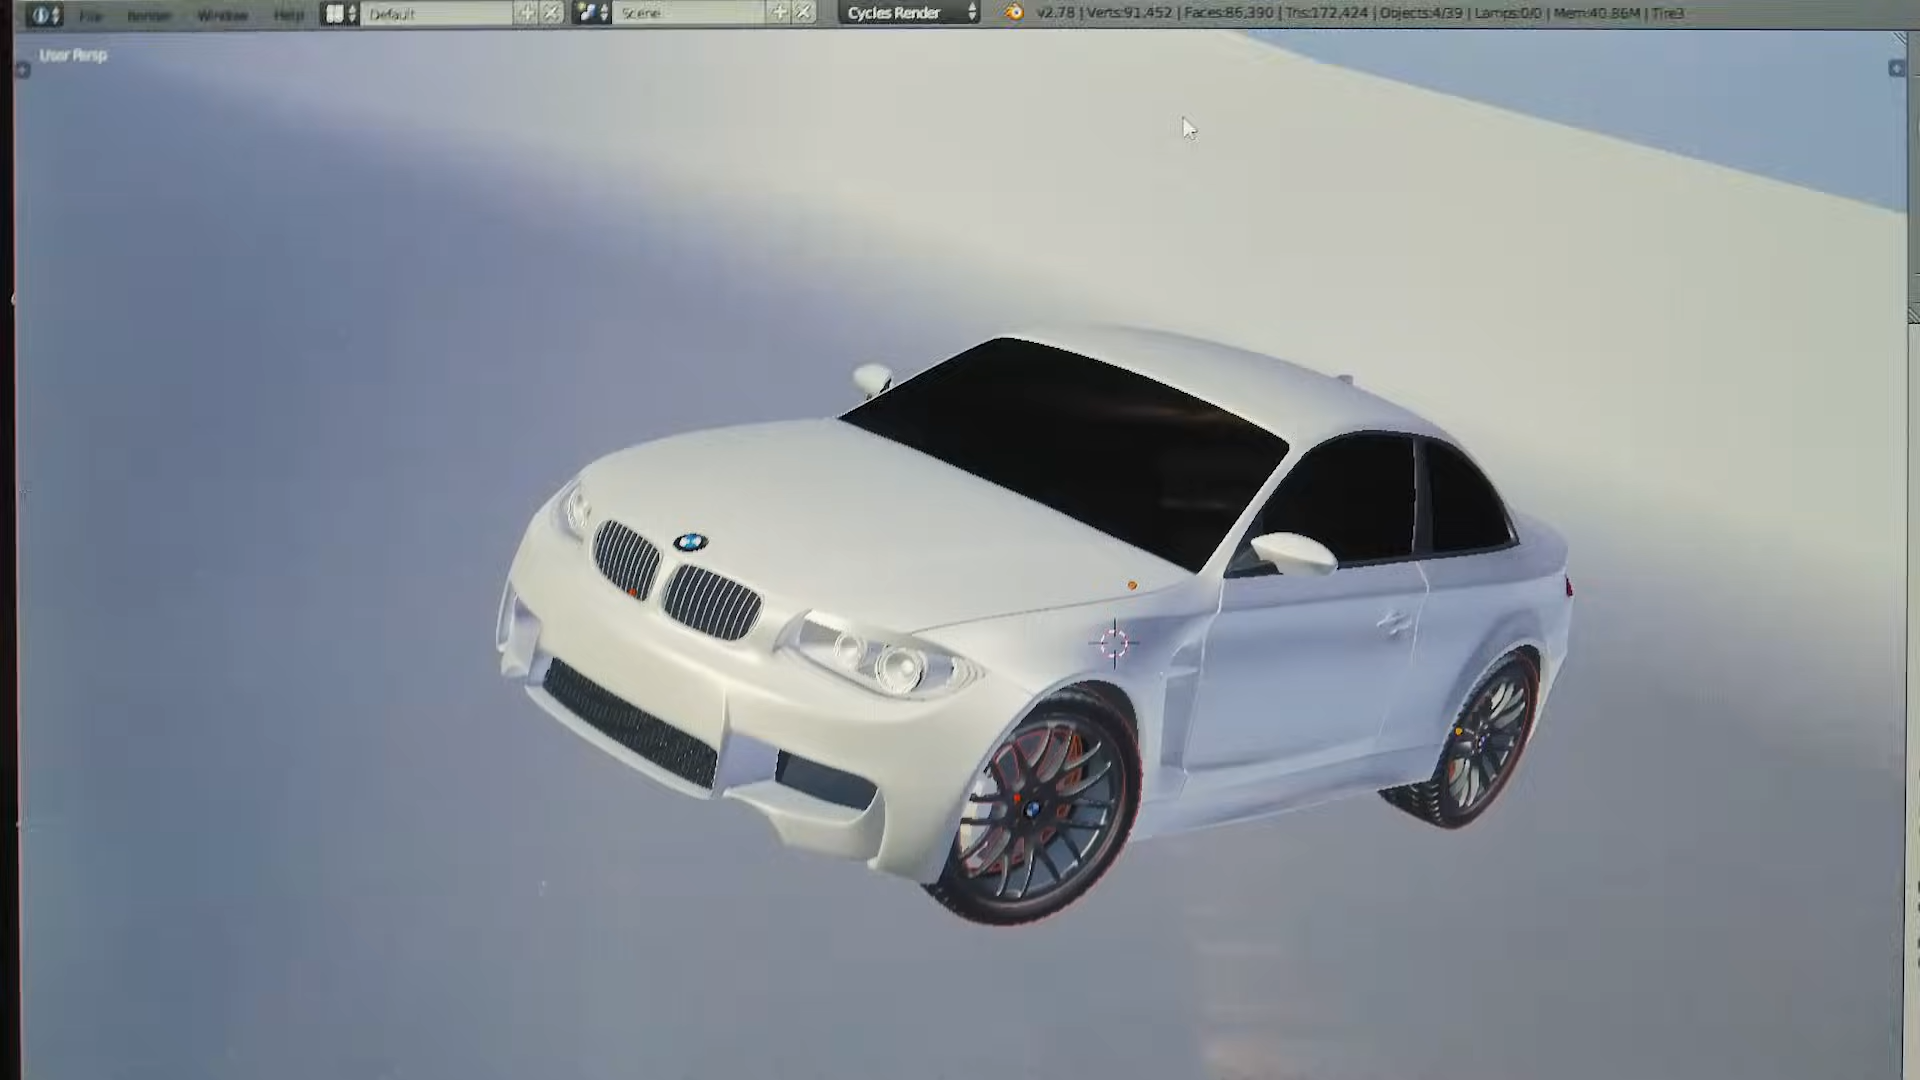 File Render Window Help Default Scene Cycles Render v2.78 | Verts:91,452 | Faces:86,390 | Tris:172,424 | Objects:4/39 | Lamps:0/0 | Mem:40.86M | Tire3
User Persp